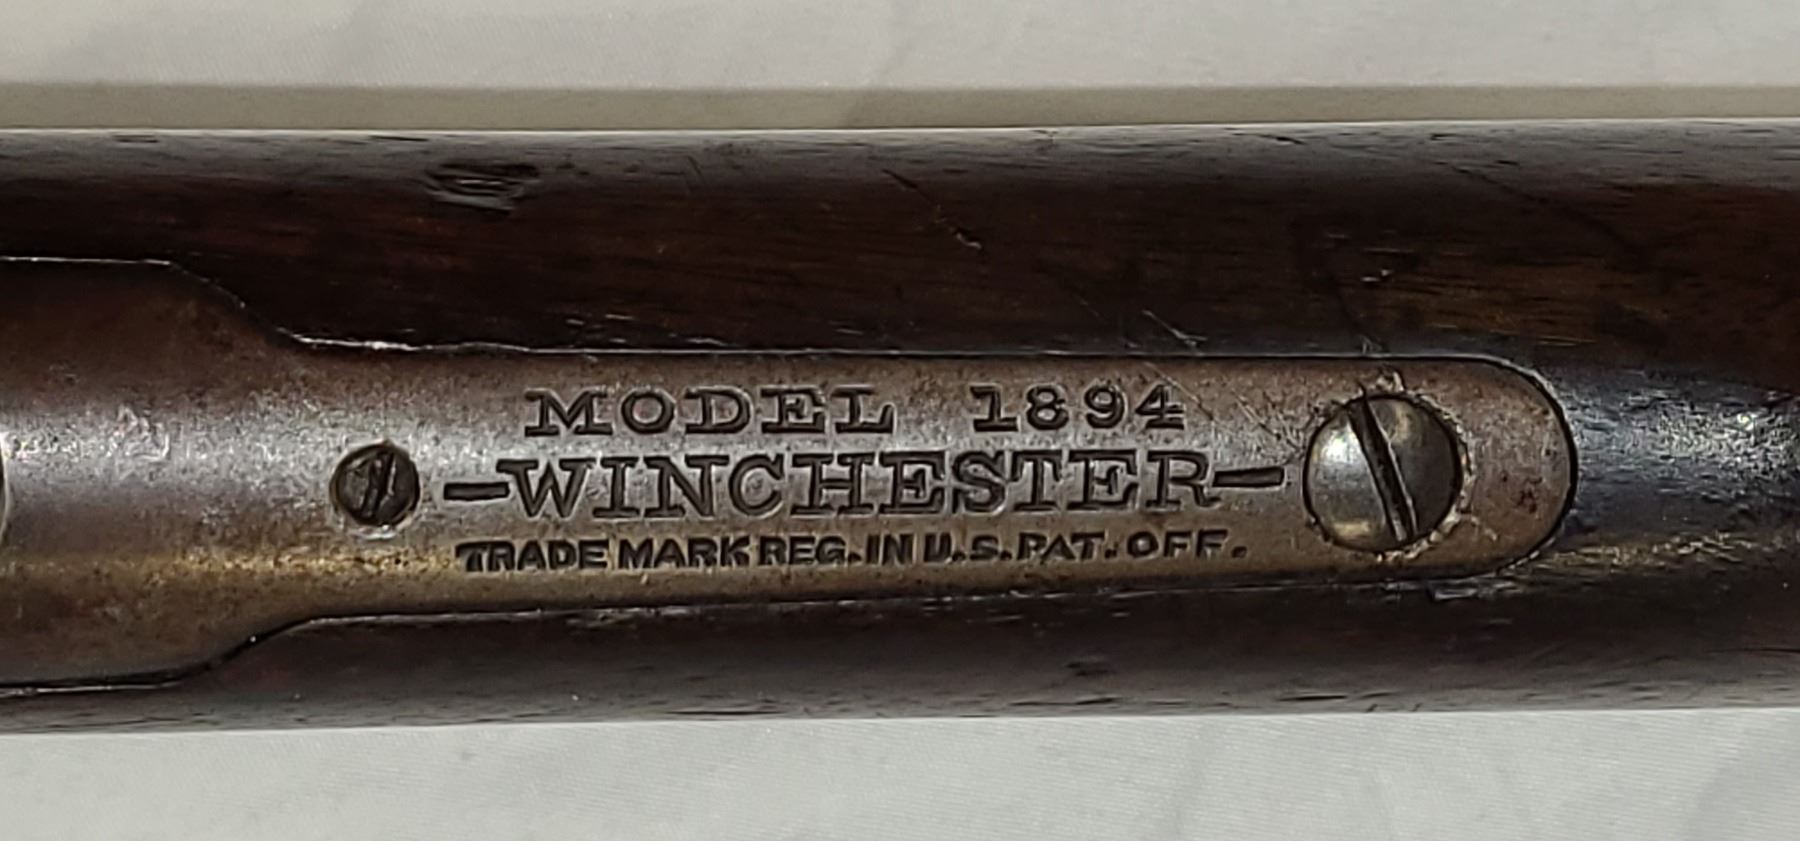 MODEL 1894
-WINCHESTER-
TRADE MARK REG. IN U.S. PAT. OFF.